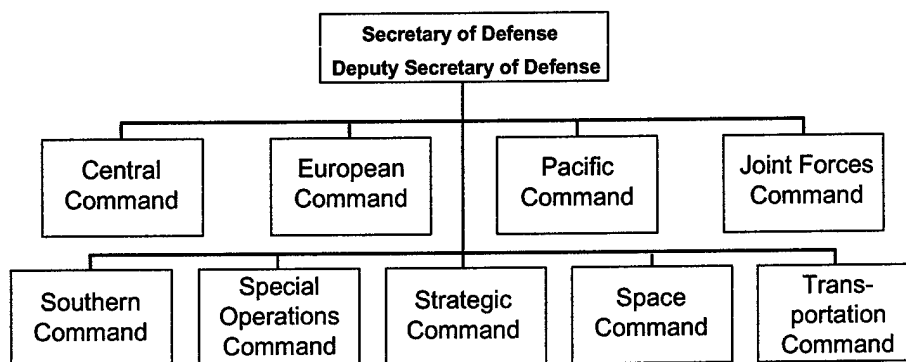 Secretary of Defense
Deputy Secretary of Defense
Central
Command
European
Command
Pacific
Command
Joint Forces
Command
Southern
Command
Special
Operations
Command
Strategic
Command
Space
Command
Trans-
portation
Command